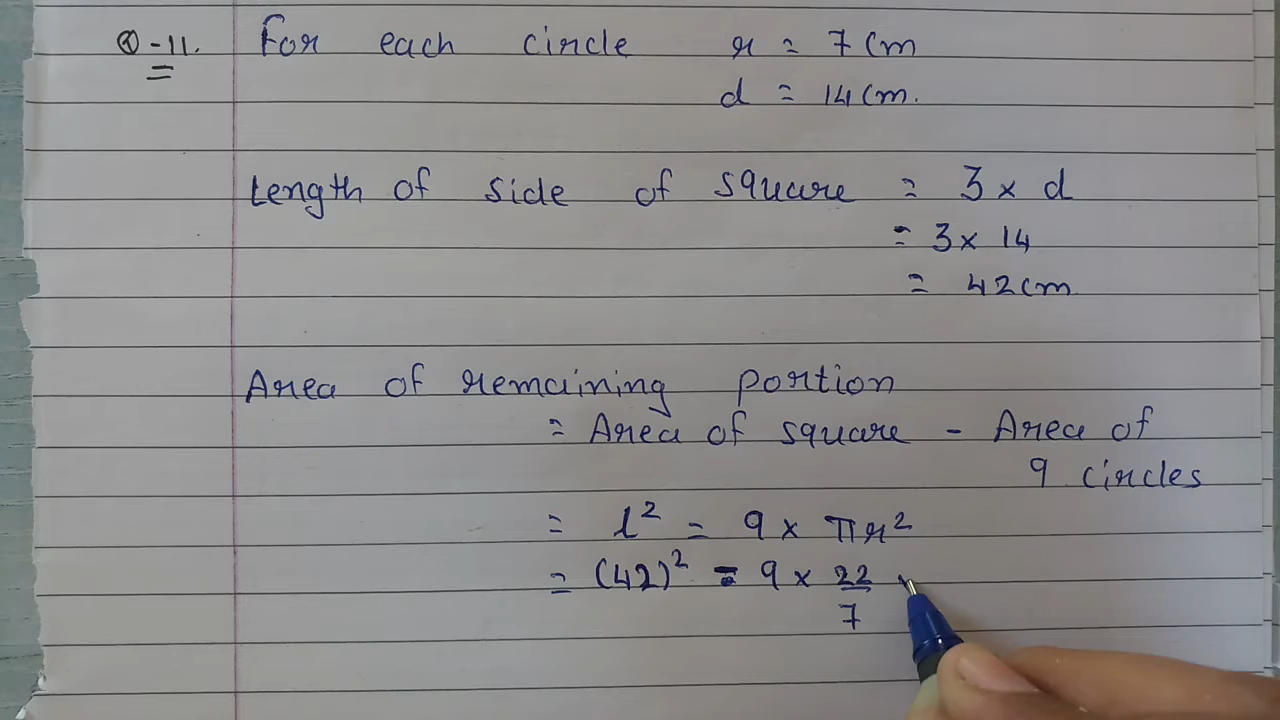 Q-11. For each circle r = 7 cm
d = 14 cm.
Length of side of square = 3 × d
= 3 × 14
= 42 cm
Area of remaining portion
= Area of square - Area of
9 circles
= l² = 9 × πr²
= (42)² = 9 × 22/7 ×